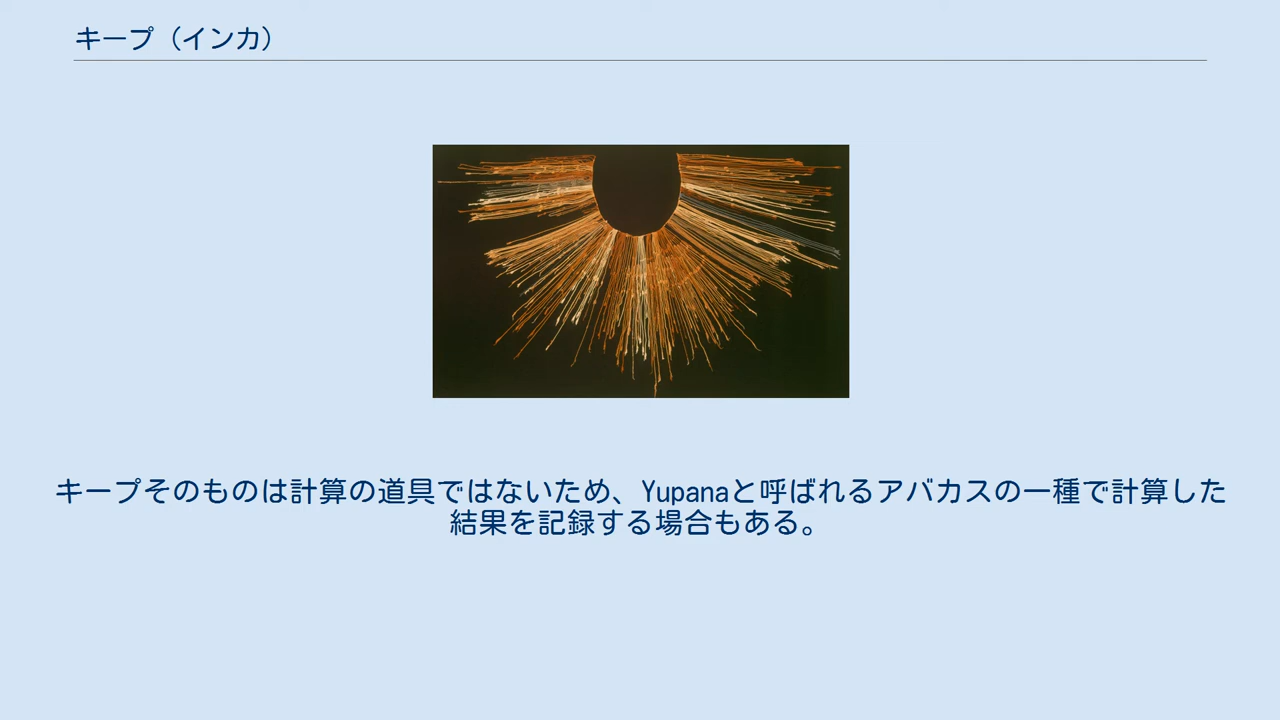 キープ（インカ）
キープそのものは計算の道具ではないため、Yupanaと呼ばれるアバカスの一種で計算した
結果を記録する場合もある。